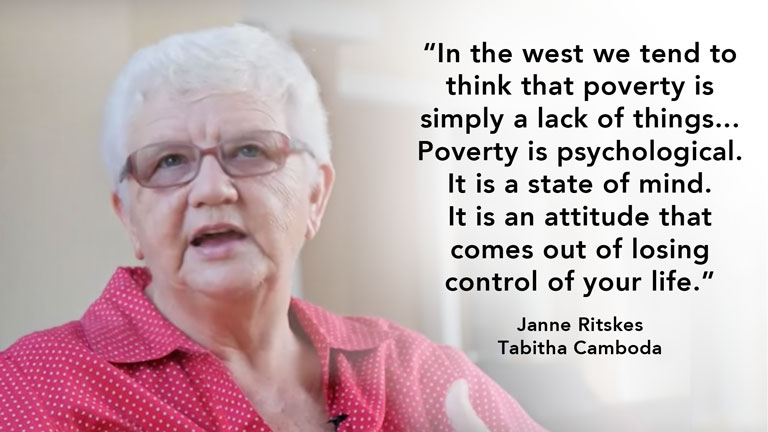 “In the west we tend to
think that poverty is
simply a lack of things...
Poverty is psychological.
It is a state of mind.
It is an attitude that
comes out of losing
control of your life.”
Janne Ritskes
Tabitha Camboda